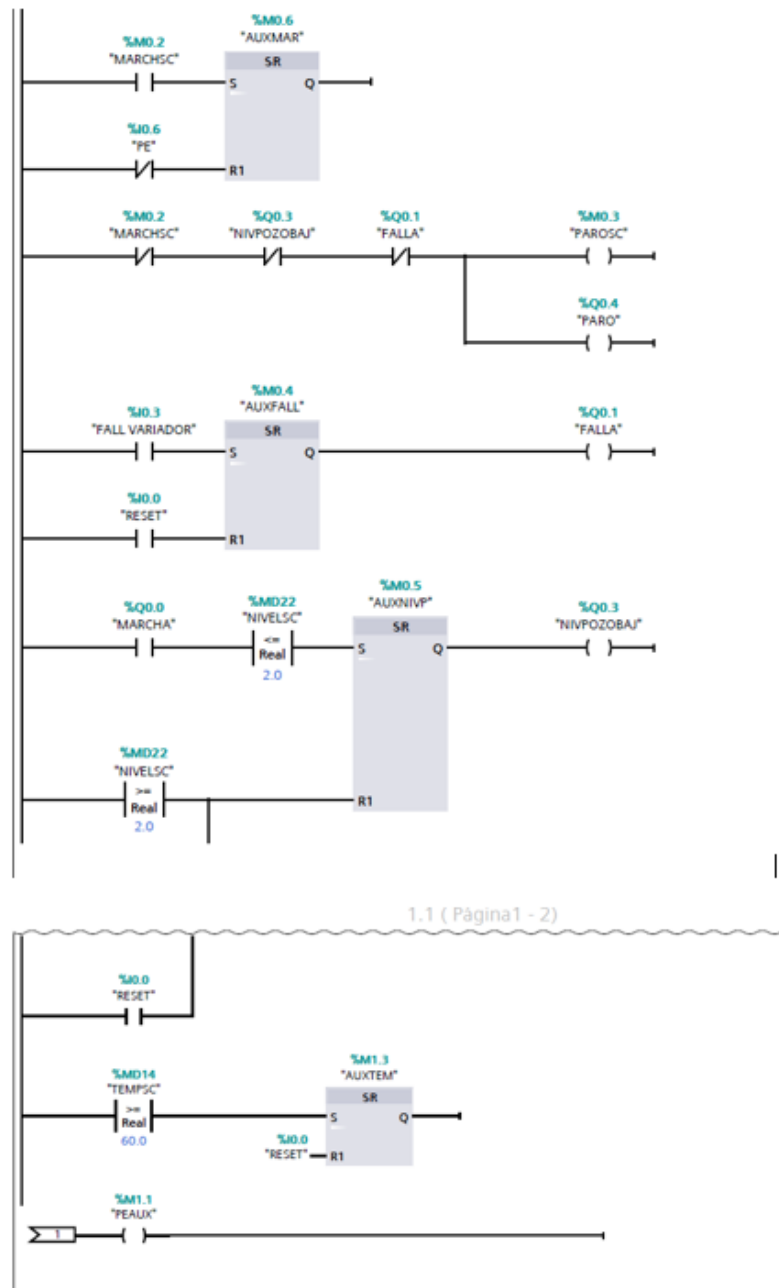 %M0.6
"AUXMAR"
%M0.2
"MARCHSC"
SR
S Q
%I0.6
"PE"
R1
%M0.2 %Q0.3 %Q0.1 %M0.3
"MARCHSC" "NIVPOZOBAJ" "FALLA" "PAROSC"
%Q0.4
"PARO"
%M0.4
"AUXFALL"
%I0.3 %Q0.1
"FALL VARIADOR" SR "FALLA"
S Q
%I0.0
"RESET"
R1
%M0.5
"AUXNIVP"
%Q0.0 %MD22 %Q0.3
"MARCHA" "NIVELSC" SR "NIVPOZOBAJ"
<=
S Q
Real
2.0
%MD22
"NIVELSC"
>=
R1
Real
2.0
1.1 ( Página1 - 2)
%I0.0
"RESET"
%MD14 %M1.3
"TEMPSC" "AUXTEM"
SR
>=
S Q
Real
60.0
%I0.0
"RESET" R1
%M1.1
"PEAUX"
1